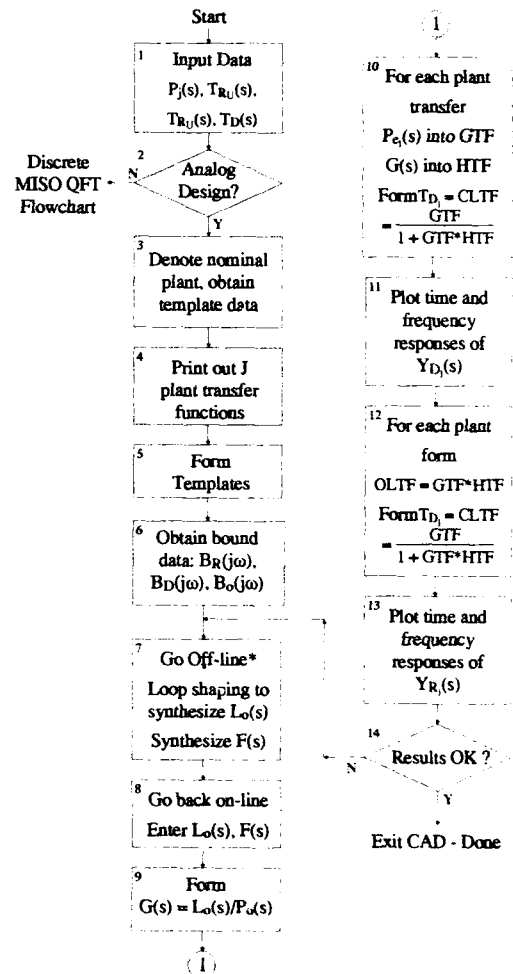 Start
1
Input Data
Pj(s), TRU(s),
TRU(s), TD(s)
2
Analog
Design?
N
Discrete
MISO QFT
Flowchart
Y
3
Denote nominal
plant, obtain
template data
4
Print out J
plant transfer
functions
5
Form
Templates
6
Obtain bound
data: BR(jω),
BD(jω), Bo(jω)
7
Go Off-line*
Loop shaping to
synthesize Lo(s)
Synthesize F(s)
8
Go back on-line
Enter Lo(s), F(s)
9
Form
G(s) = Lo(s)/Po(s)
1
1
10
For each plant
transfer
Pej(s) into GTF
G(s) into HTF
Form TDj = CLTF
= GTF
1 + GTF*HTF
11
Plot time and
frequency
responses of
YDj(s)
12
For each plant
form
OLTF = GTF*HTF
Form TDj = CLTF
= GTF
1 + GTF*HTF
13
Plot time and
frequency
responses of
YRj(s)
14
Results OK ?
N
Y
Exit CAD - Done